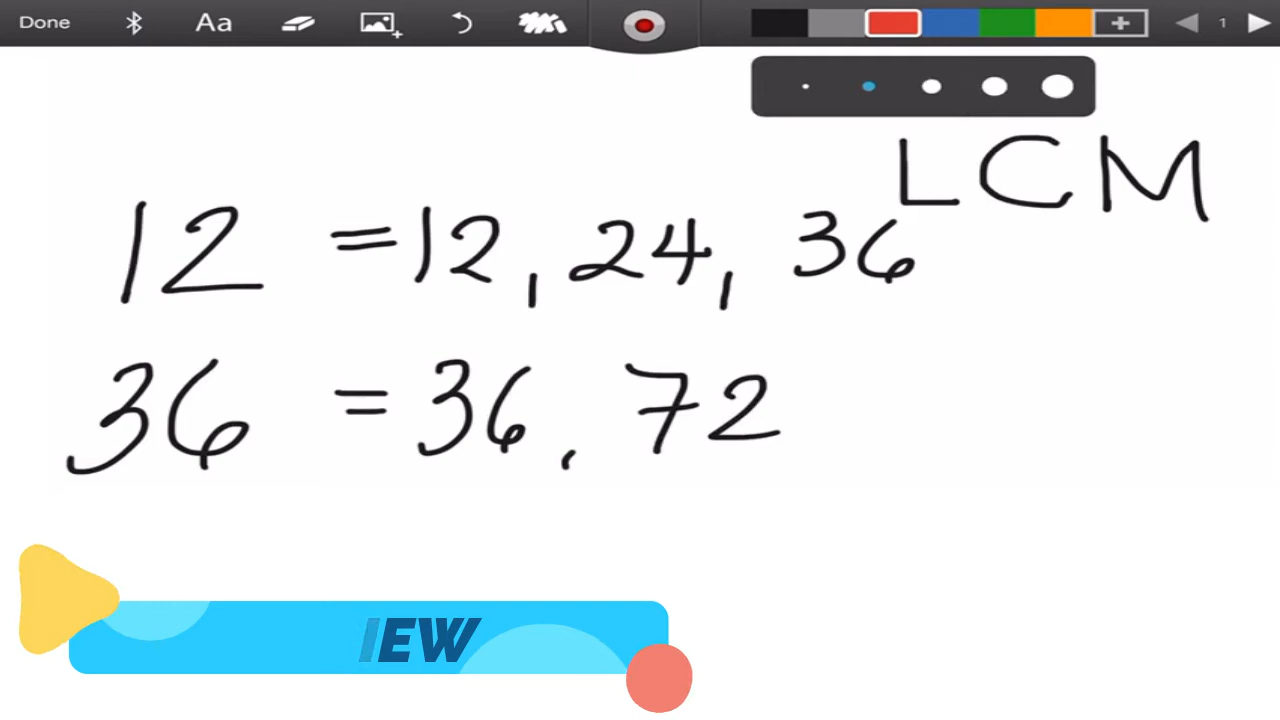 Done Aa 1
LCM
12 = 12, 24, 36
36 = 36, 72
EW